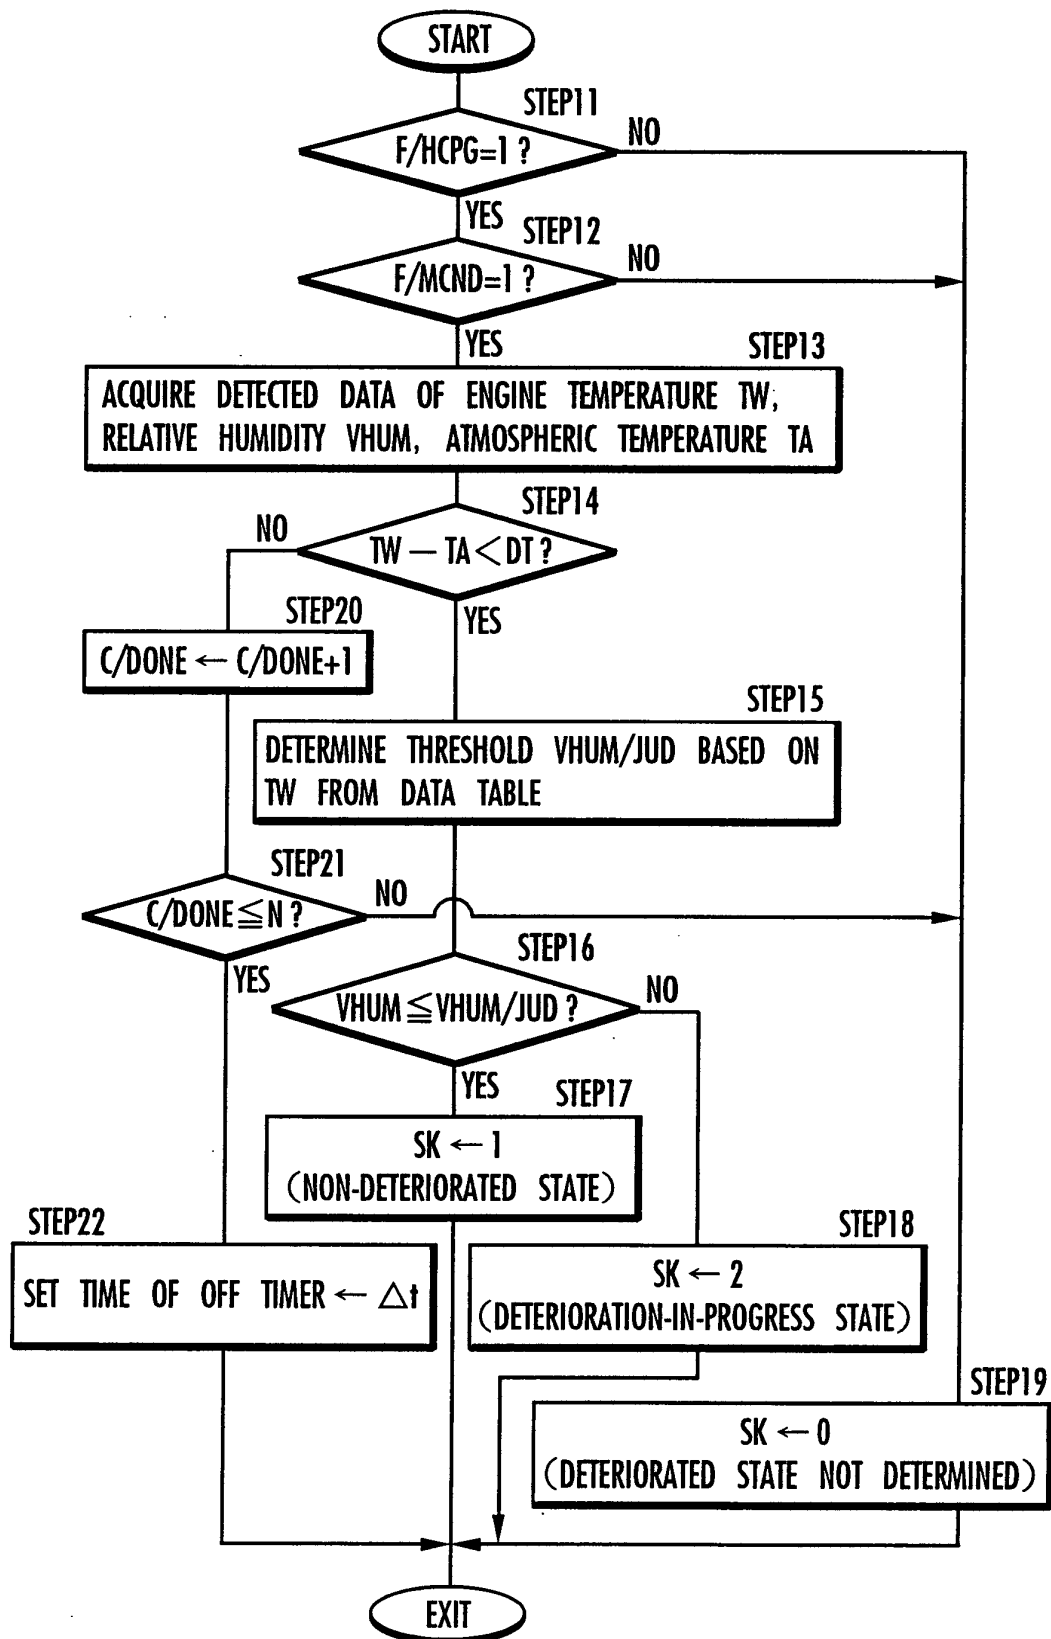 START
STEP11
F/HCPG=1 ?
NO
YES
STEP12
F/MCND=1 ?
NO
YES
STEP13
ACQUIRE DETECTED DATA OF ENGINE TEMPERATURE TW,
RELATIVE HUMIDITY VHUM, ATMOSPHERIC TEMPERATURE TA
STEP14
NO
TW — TA < DT ?
YES
STEP20
C/DONE ← C/DONE+1
STEP15
DETERMINE THRESHOLD VHUM/JUD BASED ON
TW FROM DATA TABLE
STEP21
C/DONE ≦ N ?
NO
YES
STEP16
VHUM ≦ VHUM/JUD ?
NO
YES
STEP17
SK ← 1
(NON-DETERIORATED STATE)
STEP22
SET TIME OF OFF TIMER ← △t
STEP18
SK ← 2
(DETERIORATION-IN-PROGRESS STATE)
STEP19
SK ← 0
(DETERIORATED STATE NOT DETERMINED)
EXIT